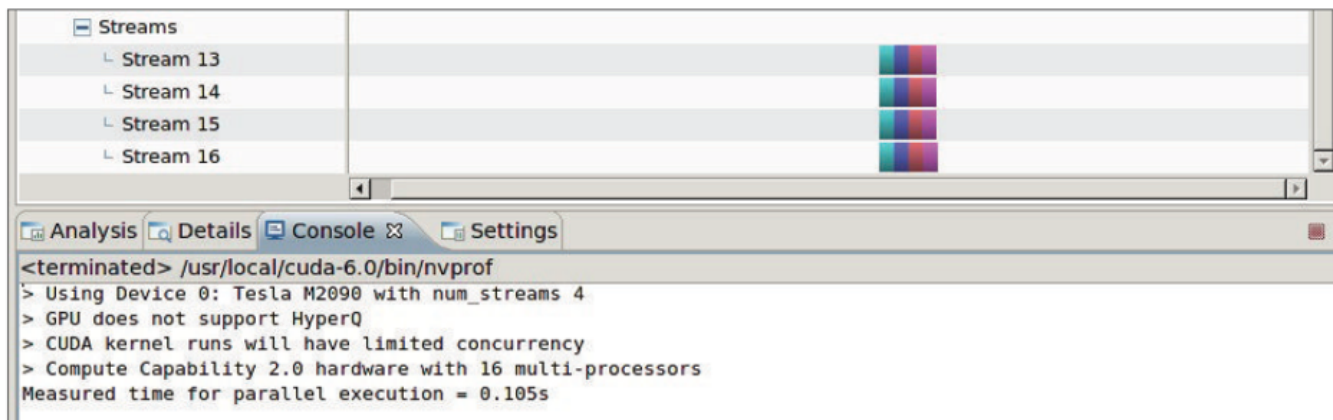 Streams
Stream 13
Stream 14
Stream 15
Stream 16
Analysis Details Console Settings
<terminated> /usr/local/cuda-6.0/bin/nvprof
> Using Device 0: Tesla M2090 with num_streams 4
> GPU does not support HyperQ
> CUDA kernel runs will have limited concurrency
> Compute Capability 2.0 hardware with 16 multi-processors
Measured time for parallel execution = 0.105s